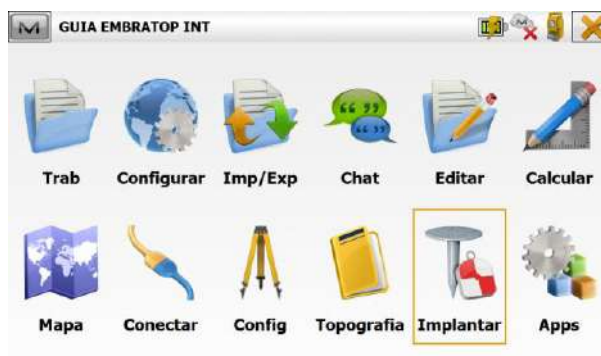 GUIA EMBRATOP INT
Trab Configurar Imp/Exp Chat Editar Calcular
Mapa Conectar Config Topografia Implantar Apps